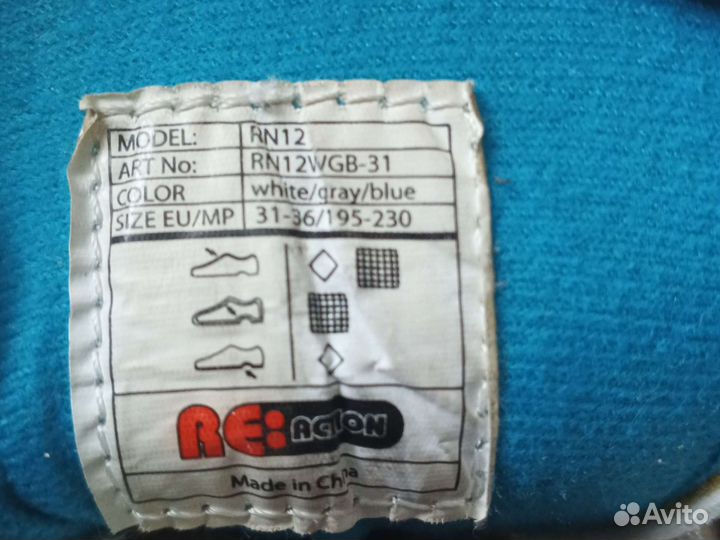 MODEL: RN12
ART No: RN12WGB-31
COLOR white/gray/blue
SIZE EU/MP 31-36/195-230
RE:ACTION
Made in China
Avito